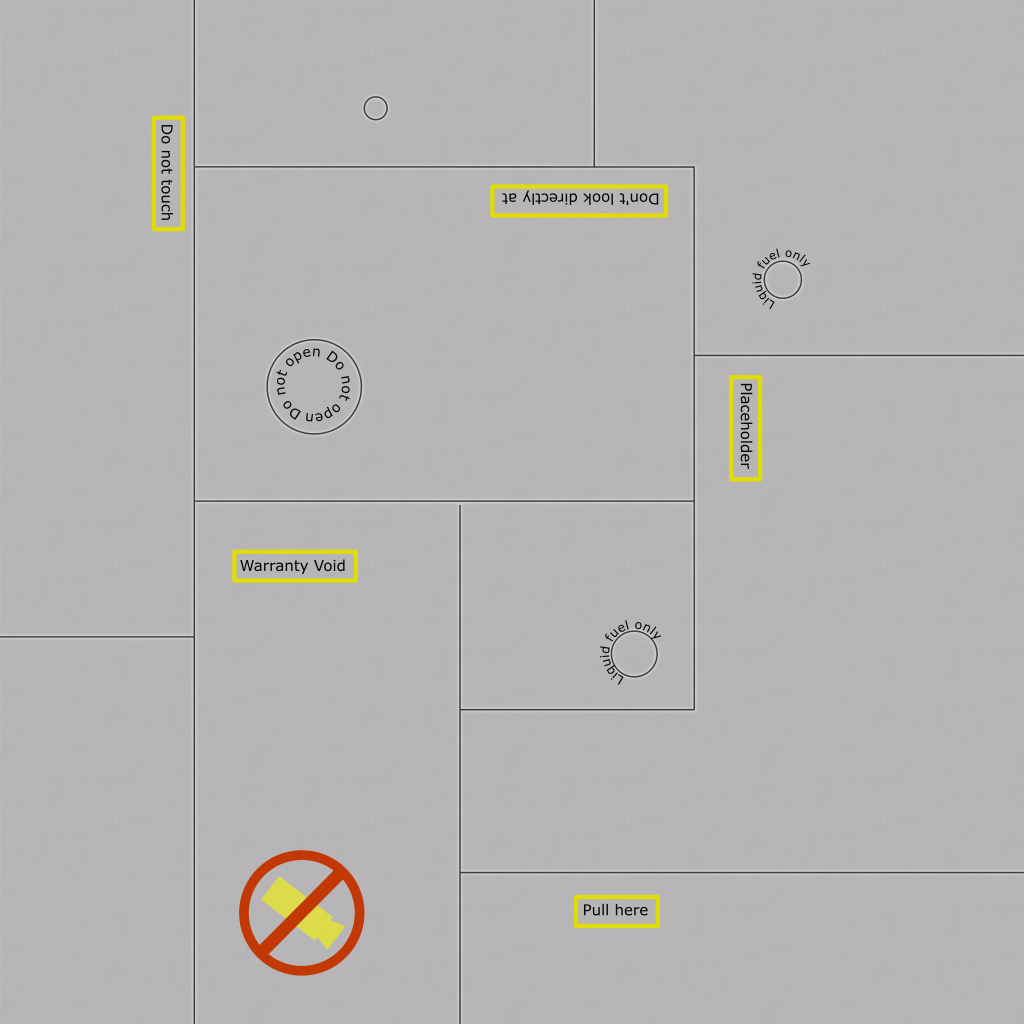 Do not touch
Don't look directly at
Liquid fuel only
Do not open Do not open
Placeholder
Warranty Void
Liquid fuel only
Pull here